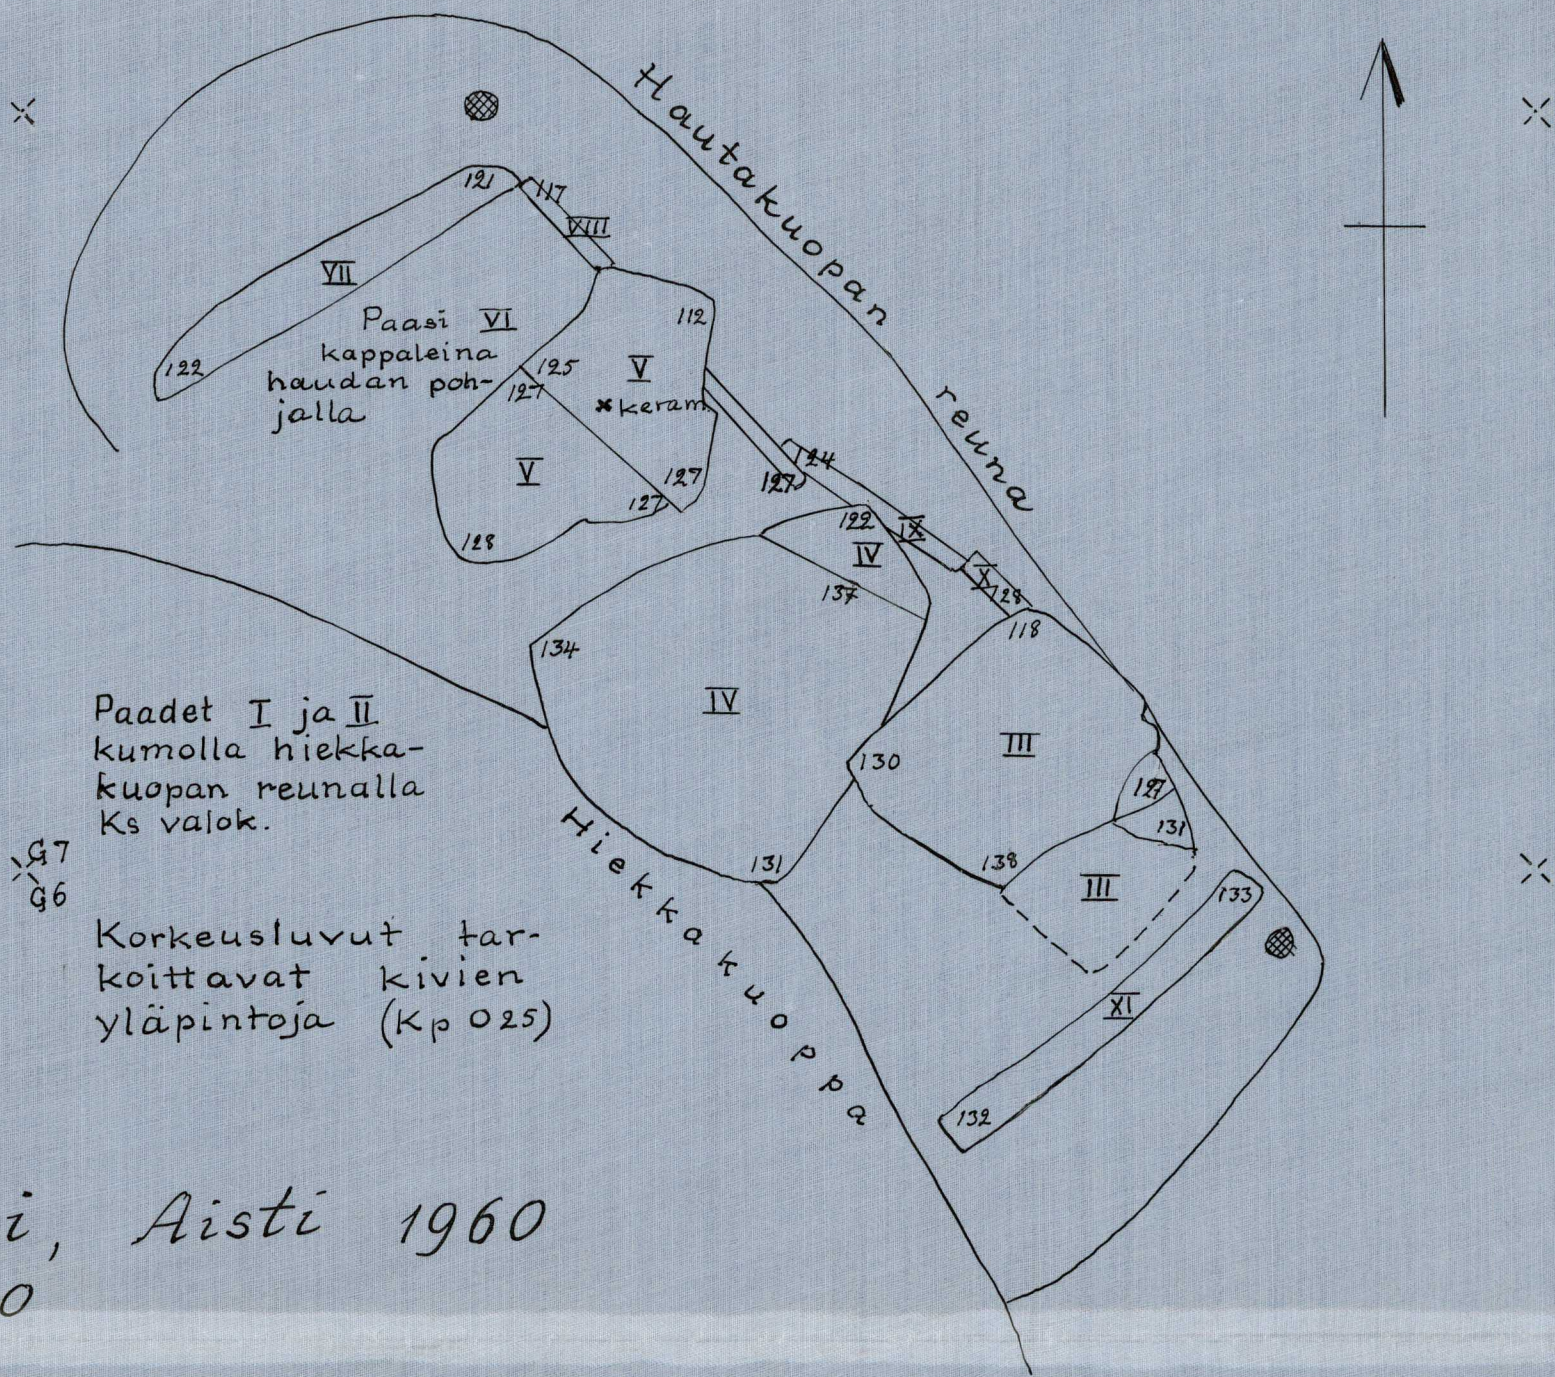 Hautakuopan reuna
121
117
XIII
VII
122
Paasi VI
kappaleina
haudan poh-
jalla
112
V
125
127
× keram.
V
127
127
128
124
127
122
IX
IV
137
X
128
118
134
IV
130
III
127
131
131
138
III
133
XI
132
Paadet I ja II
kumolla hiekka-
kuopan reunalla
Ks valok.
G7
G6
Hiekkakuoppa
Korkeusluvut tar-
koittavat kivien
yläpintoja (Kp 025)
i, Aisti 1960
0